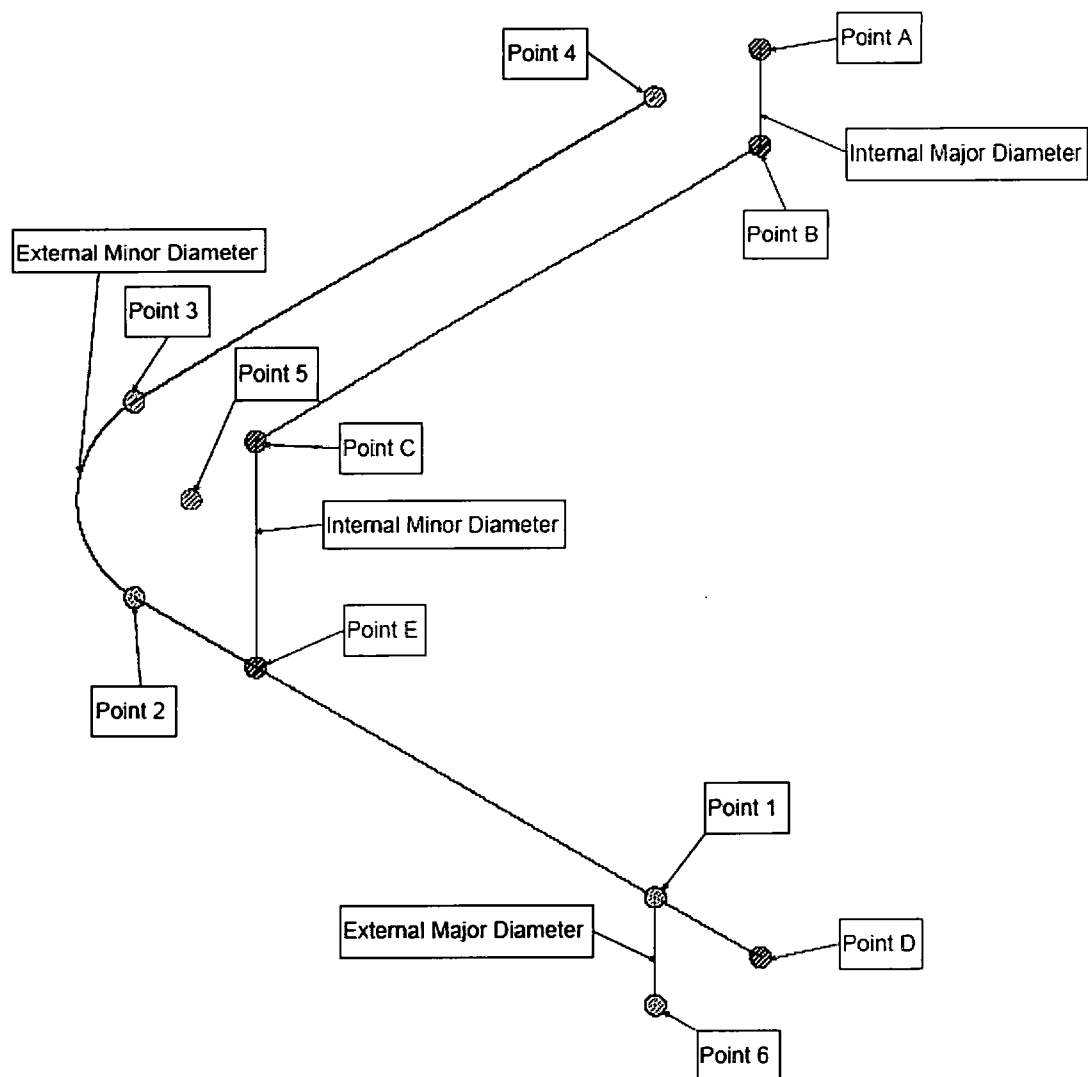 Point A
Point 4
Internal Major Diameter
Point B
External Minor Diameter
Point 3
Point 5
Point C
Internal Minor Diameter
Point E
Point 2
Point 1
External Major Diameter
Point D
Point 6